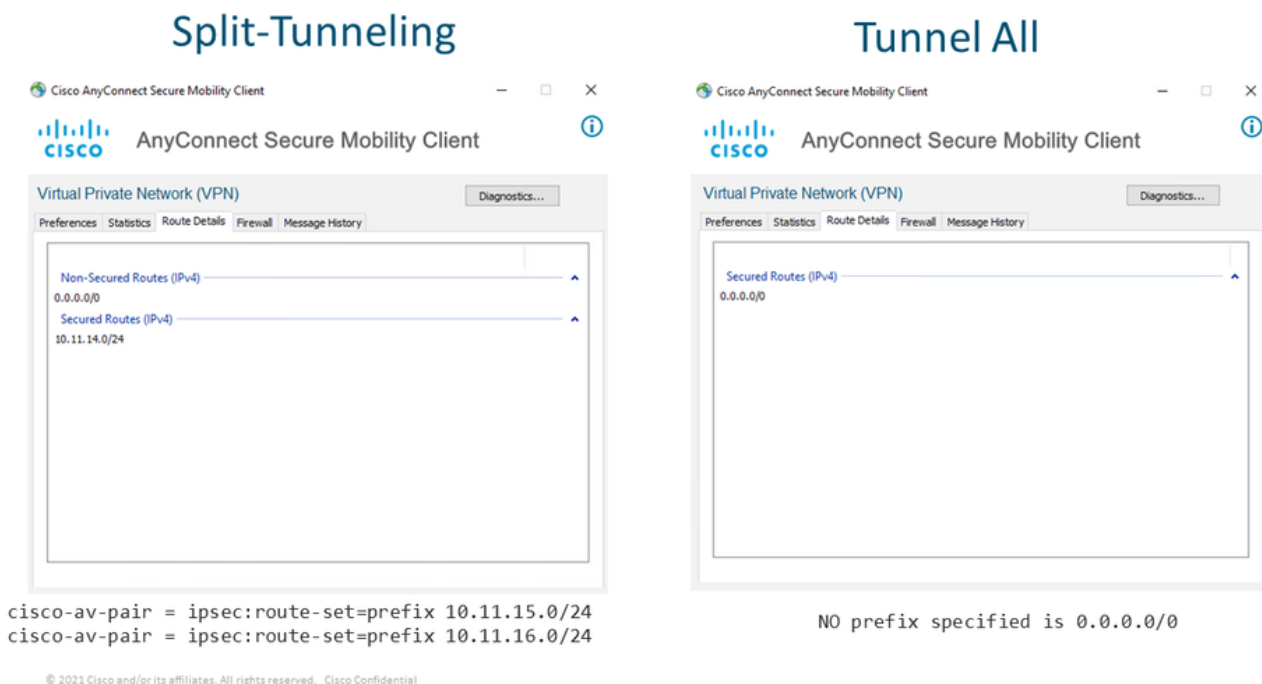 Split-Tunneling
Cisco AnyConnect Secure Mobility Client
CISCO
AnyConnect Secure Mobility Client
Virtual Private Network (VPN)
Diagnostics...
Preferences Statistics Route Details Firewall Message History
Non-Secured Routes (IPv4)
0.0.0.0/0
Secured Routes (IPv4)
10.11.14.0/24
cisco-av-pair = ipsec:route-set=prefix 10.11.15.0/24
cisco-av-pair = ipsec:route-set=prefix 10.11.16.0/24
Tunnel All
Cisco AnyConnect Secure Mobility Client
CISCO
AnyConnect Secure Mobility Client
Virtual Private Network (VPN)
Diagnostics...
Preferences Statistics Route Details Firewall Message History
Secured Routes (IPv4)
0.0.0.0/0
NO prefix specified is 0.0.0.0/0
© 2021 Cisco and/or its affiliates. All rights reserved. Cisco Confidential